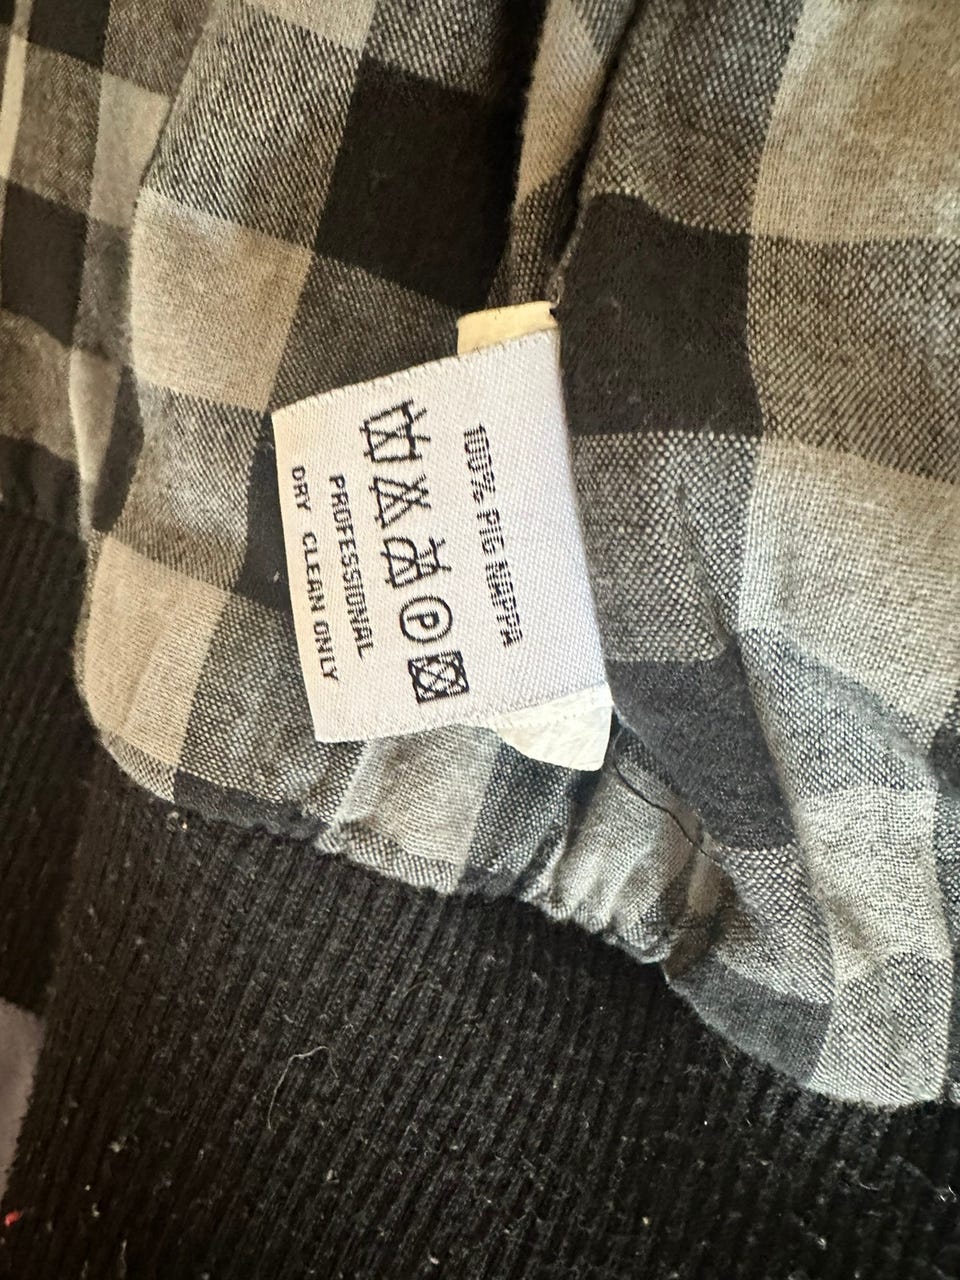 100% PIG NAPPA
P
PROFESSIONAL
DRY CLEAN ONLY